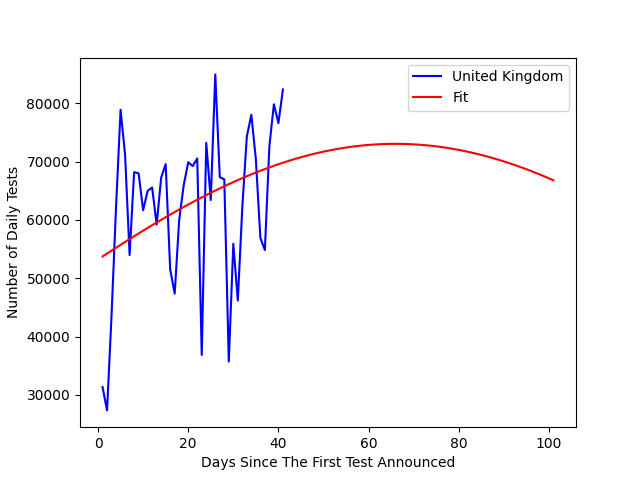 United Kingdom
Fit
80000
70000
60000
50000
40000
30000
Number of Daily Tests
0 20 40 60 80 100
Days Since The First Test Announced